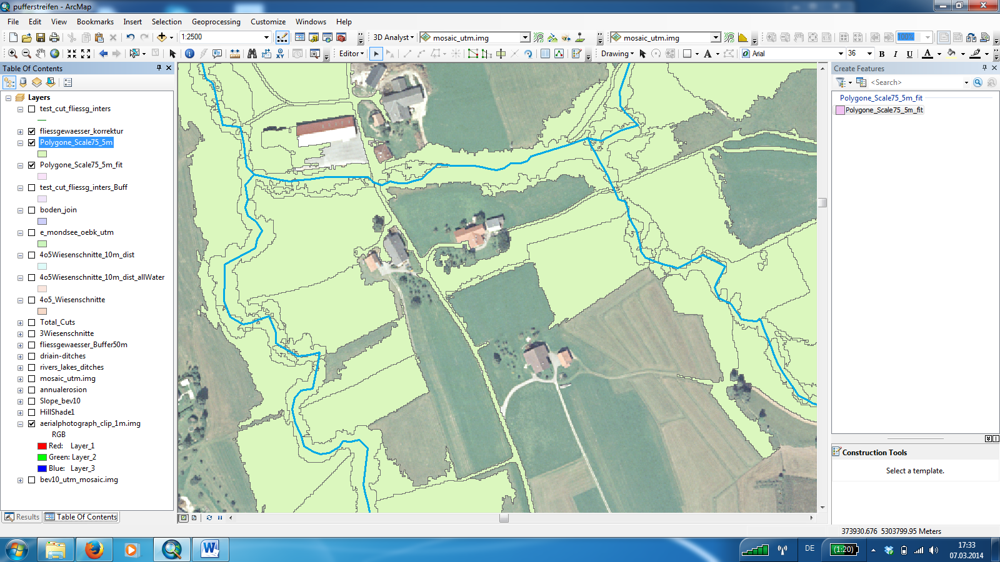 pufferstreifen - ArcMap
File Edit View Bookmarks Insert Selection Geoprocessing Customize Windows Help
1:2500 3D Analyst mosaic_utm.img mosaic_utm.img 100%
Editor Drawing A Arial 36 B I U A
Table Of Contents
Layers
test_cut_fliessg_inters
fliessgewaesser_korrektur
Polygone_Scale75_5m
Polygone_Scale75_5m_fit
test_cut_fliessg_inters_Buff
boden_join
e_mondsee_oebk_utm
4o5Wiesenschnitte_10m_dist
4o5Wiesenschnitte_10m_dist_allWater
4o5_Wiesenschnitte
Total_Cuts
3Wiesenschnitte
fliessgewaesser_Buffer50m
driain-ditches
rivers_lakes_ditches
mosaic_utm.img
annualerosion
Slope_bev10
HillShade1
aerialphotograph_clip_1m.img
RGB
Red: Layer_1
Green: Layer_2
Blue: Layer_3
bev10_utm_mosaic.img
Results Table Of Contents
Create Features
<Search>
Polygone_Scale75_5m_fit
Polygone_Scale75_5m_fit
Construction Tools
Select a template.
373930.676 5303799.95 Meters
DE (1:20) 17:33
07.03.2014